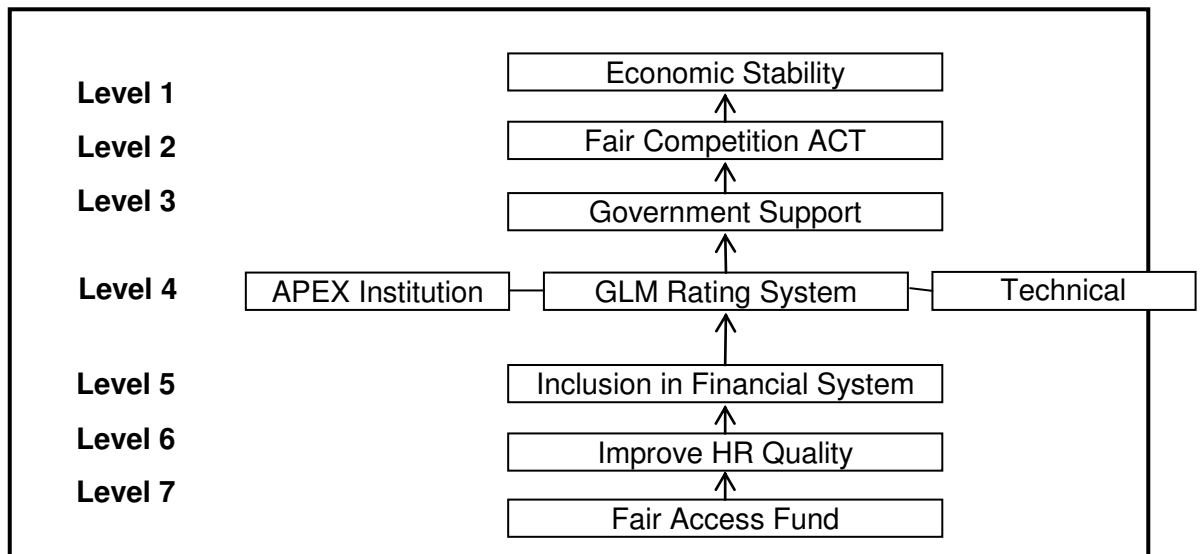 Economic Stability
Level 1
Fair Competition ACT
Level 2
Level 3
Government Support
Level 4
APEX Institution
GLM Rating System
Technical
Level 5
Inclusion in Financial System
Level 6
Improve HR Quality
Level 7
Fair Access Fund